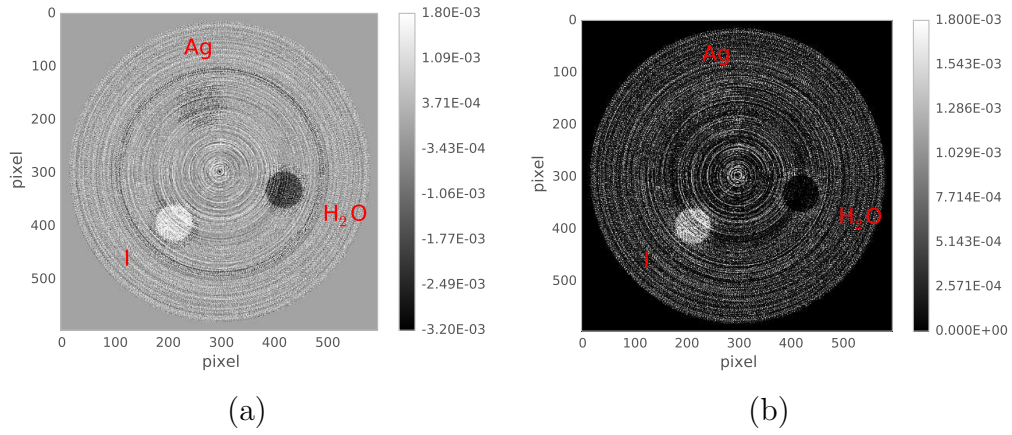 0
100
200
300
400
500
pixel
0 100 200 300 400 500
pixel
Ag
H₂O
I
1.80E-03
1.09E-03
3.71E-04
-3.43E-04
-1.06E-03
-1.77E-03
-2.49E-03
-3.20E-03
(a)
0
100
200
300
400
500
pixel
0 100 200 300 400 500
pixel
Ag
H₂O
I
1.800E-03
1.543E-03
1.286E-03
1.029E-03
7.714E-04
5.143E-04
2.571E-04
0.000E+00
(b)